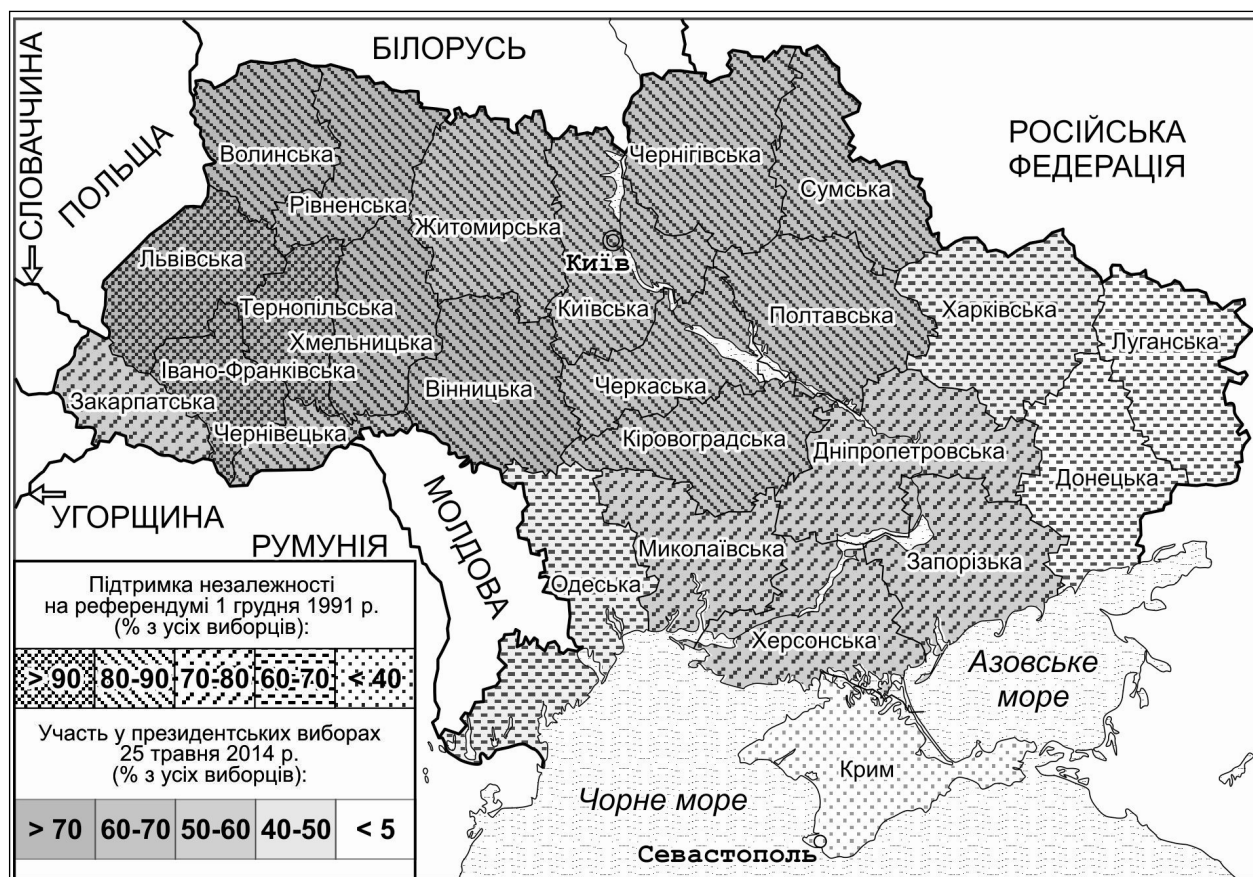 БІЛОРУСЬ
СЛОВАЧЧИНА
ПОЛЬЩА
РОСІЙСЬКА
ФЕДЕРАЦІЯ
Волинська
Рівненська
Житомирська
Чернігівська
Сумська
Львівська
Київ
Тернопільська
Хмельницька
Київська
Полтавська
Харківська
Луганська
Івано-Франківська
Закарпатська
Вінницька
Черкаська
Чернівецька
Кіровоградська
Дніпропетровська
Донецька
УГОРЩИНА
РУМУНІЯ
МОЛДОВА
Одеська
Миколаївська
Запорізька
Херсонська
Азовське
море
Крим
Чорне море
Севастополь
Підтримка незалежності
на референдумі 1 грудня 1991 р.
(% з усіх виборців):
> 90 80-90 70-80 60-70 < 40
Участь у президентських виборах
25 травня 2014 р.
(% з усіх виборців):
> 70 60-70 50-60 40-50 < 5